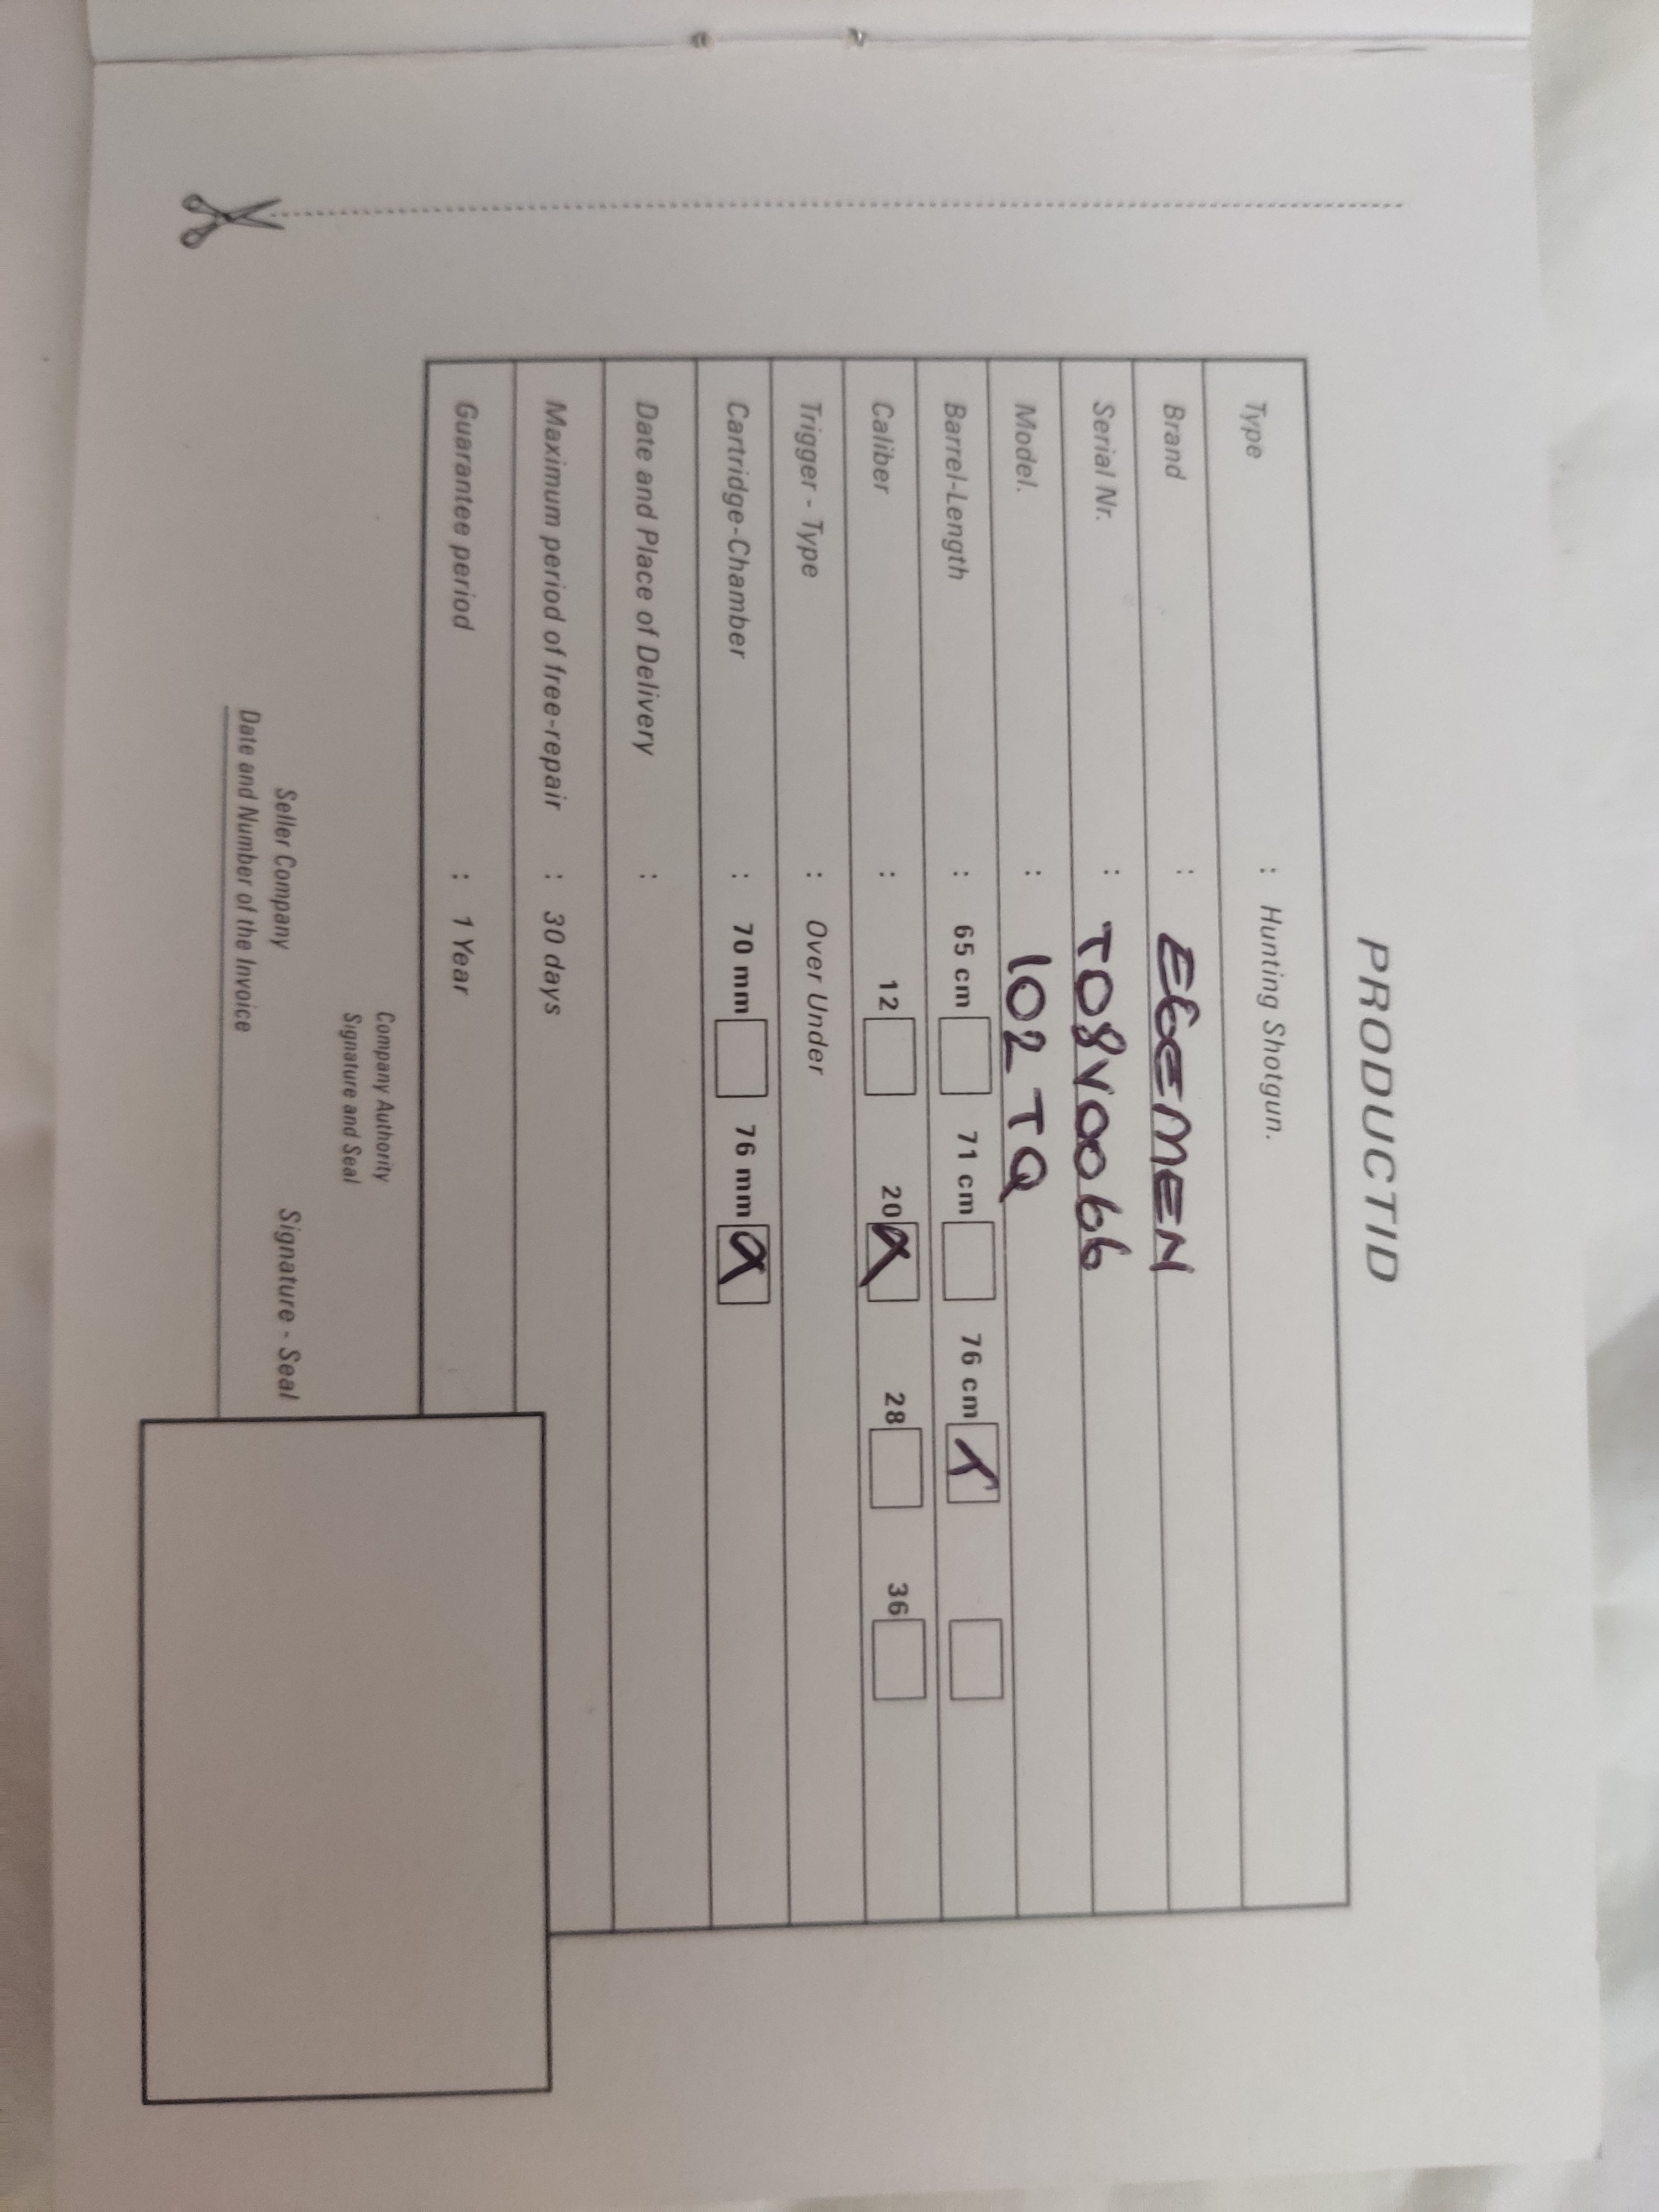 PRODUCTID
Type : Hunting Shotgun.
Brand : EGEMEN
Serial Nr. : T08V0066
Model. : 102 TQ
Barrel-Length : 65 cm 71 cm 76 cm
Caliber : 12 20 28 36
Trigger - Type : Over Under
Cartridge-Chamber : 70 mm 76 mm
Date and Place of Delivery :
Maximum period of free-repair : 30 days
Guarantee period : 1 Year
Company Authority
Signature and Seal
Seller Company Signature - Seal
Date and Number of the Invoice